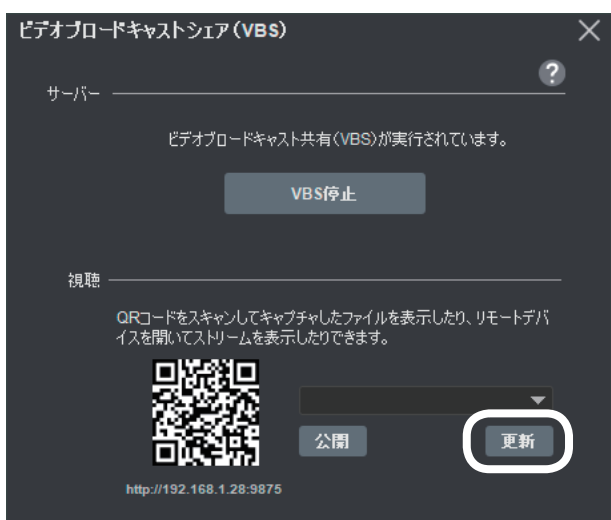 ビデオブロードキャストシェア(VBS)
?
サーバー
ビデオブロードキャスト共有(VBS)が実行されています。
VBS停止
視聴
QRコードをスキャンしてキャプチャしたファイルを表示したり、リモートデバ
イスを開いてストリームを表示したりできます。
公開
更新
http://192.168.1.28:9875